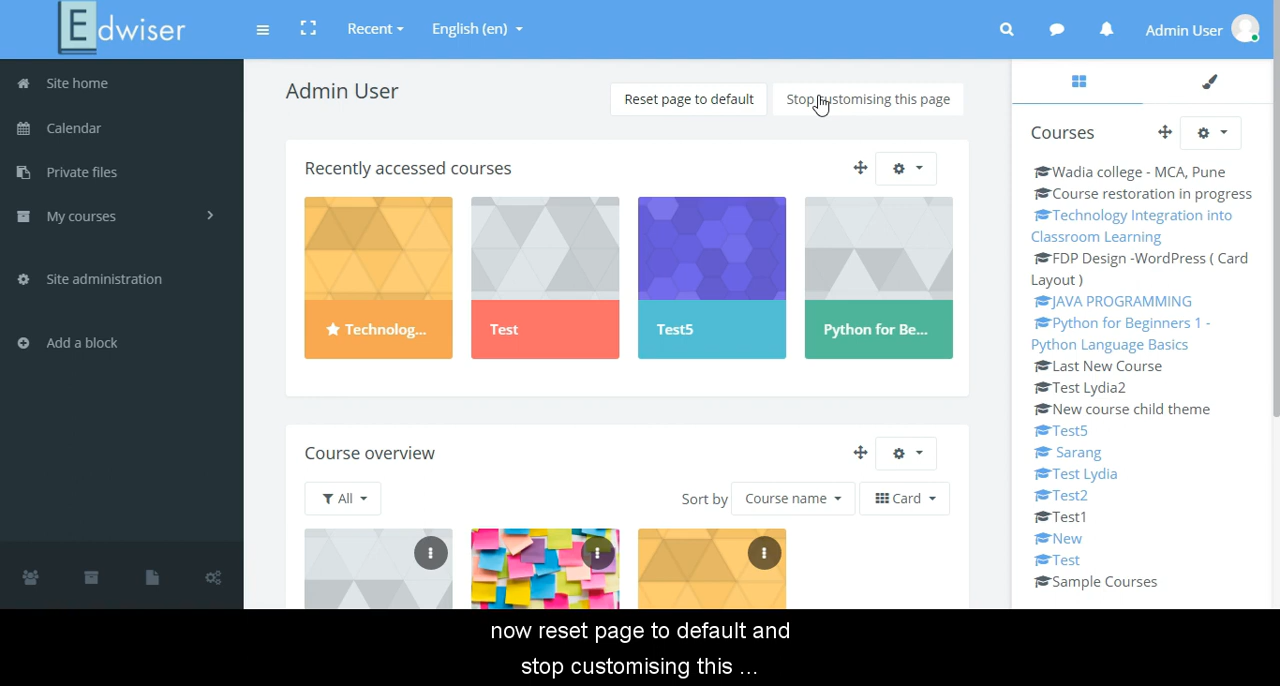 Edwiser
Recent
English (en)
Admin User
Site home
Calendar
Private files
My courses
Site administration
Add a block
Admin User
Reset page to default
Stop customising this page
Recently accessed courses
Technolog...
Test
Test5
Python for Be...
Course overview
All
Sort by
Course name
Card
Courses
Wadia college - MCA, Pune
Course restoration in progress
Technology Integration into
Classroom Learning
FDP Design -WordPress ( Card
Layout )
JAVA PROGRAMMING
Python for Beginners 1 -
Python Language Basics
Last New Course
Test Lydia2
New course child theme
Test5
Sarang
Test Lydia
Test2
Test1
New
Test
Sample Courses
now reset page to default and
stop customising this ...